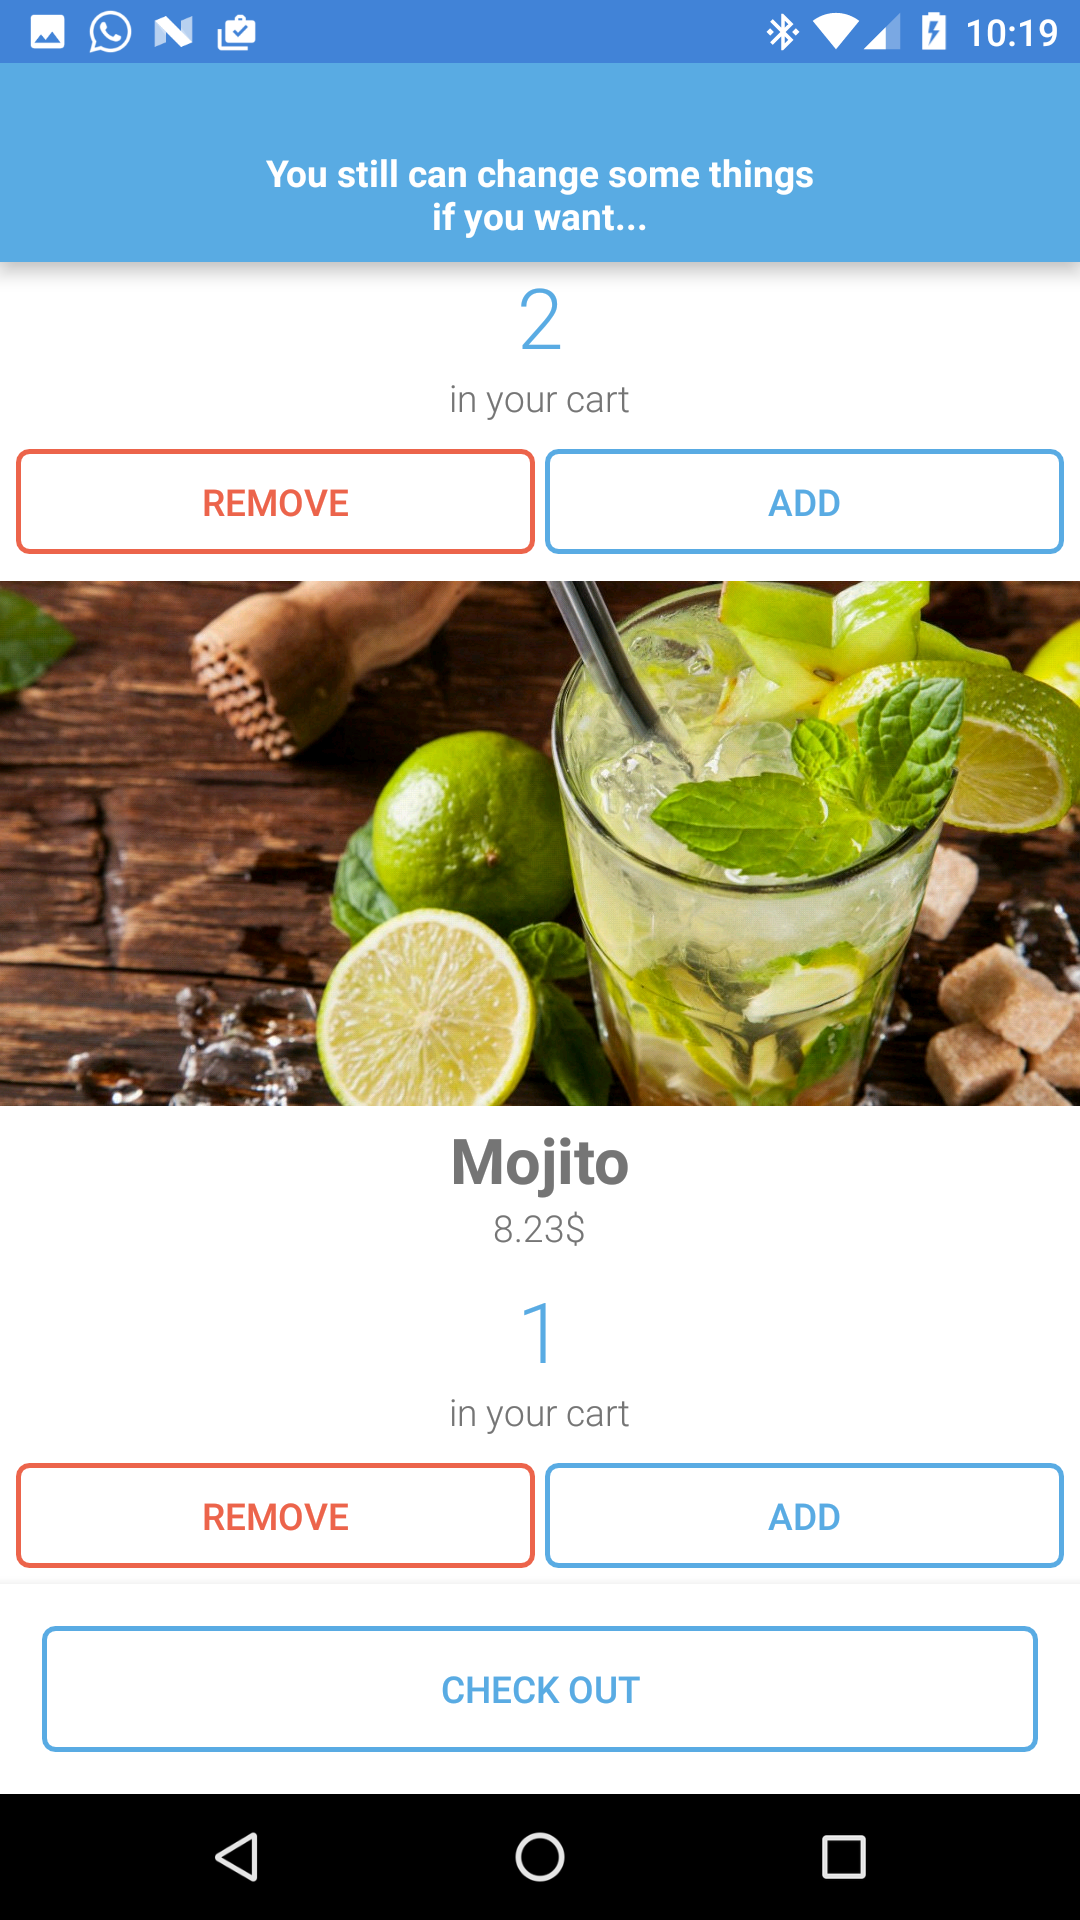 10:19
You still can change some things
if you want...
2
in your cart
REMOVE ADD
Mojito
8.23$
1
in your cart
REMOVE ADD
CHECK OUT